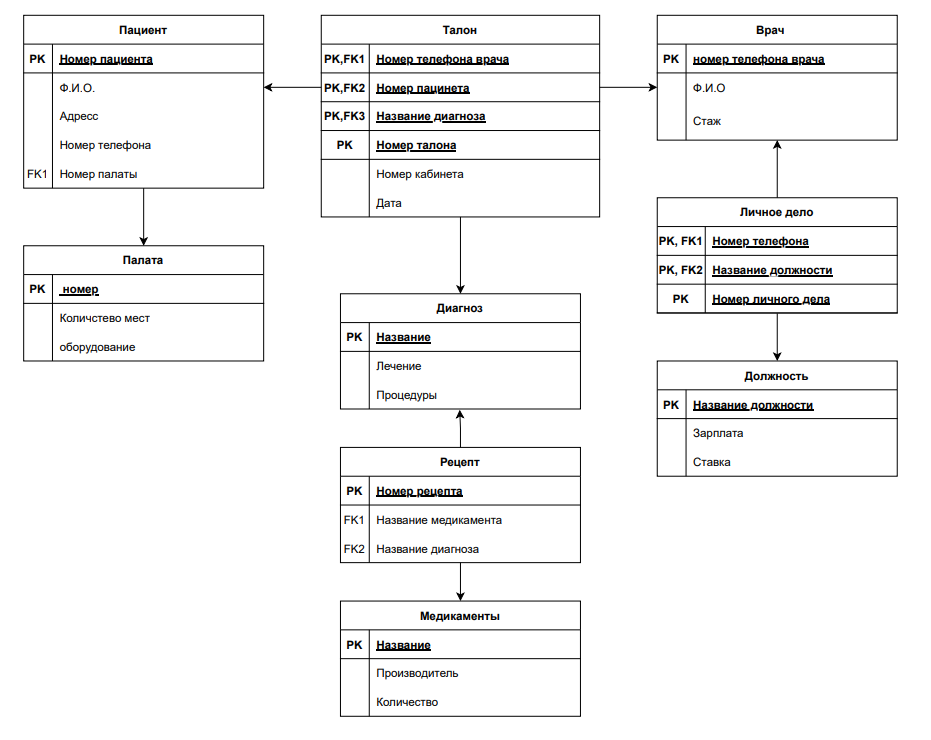 Пациент
PK Номер пациента
Ф.И.О.
Адресс
Номер телефона
FK1 Номер палаты
Талон
PK,FK1 Номер телефона врача
PK,FK2 Номер пацинета
PK,FK3 Название диагноза
PK Номер талона
Номер кабинета
Дата
Врач
PK номер телефона врача
Ф.И.О
Стаж
Личное дело
PK, FK1 Номер телефона
PK, FK2 Название должности
PK Номер личного дела
Палата
PK номер
Количстево мест
оборудование
Диагноз
PK Название
Лечение
Процедуры
Должность
PK Название должности
Зарплата
Ставка
Рецепт
PK Номер рецепта
FK1 Название медикамента
FK2 Название диагноза
Медикаменты
PK Название
Производитель
Количество